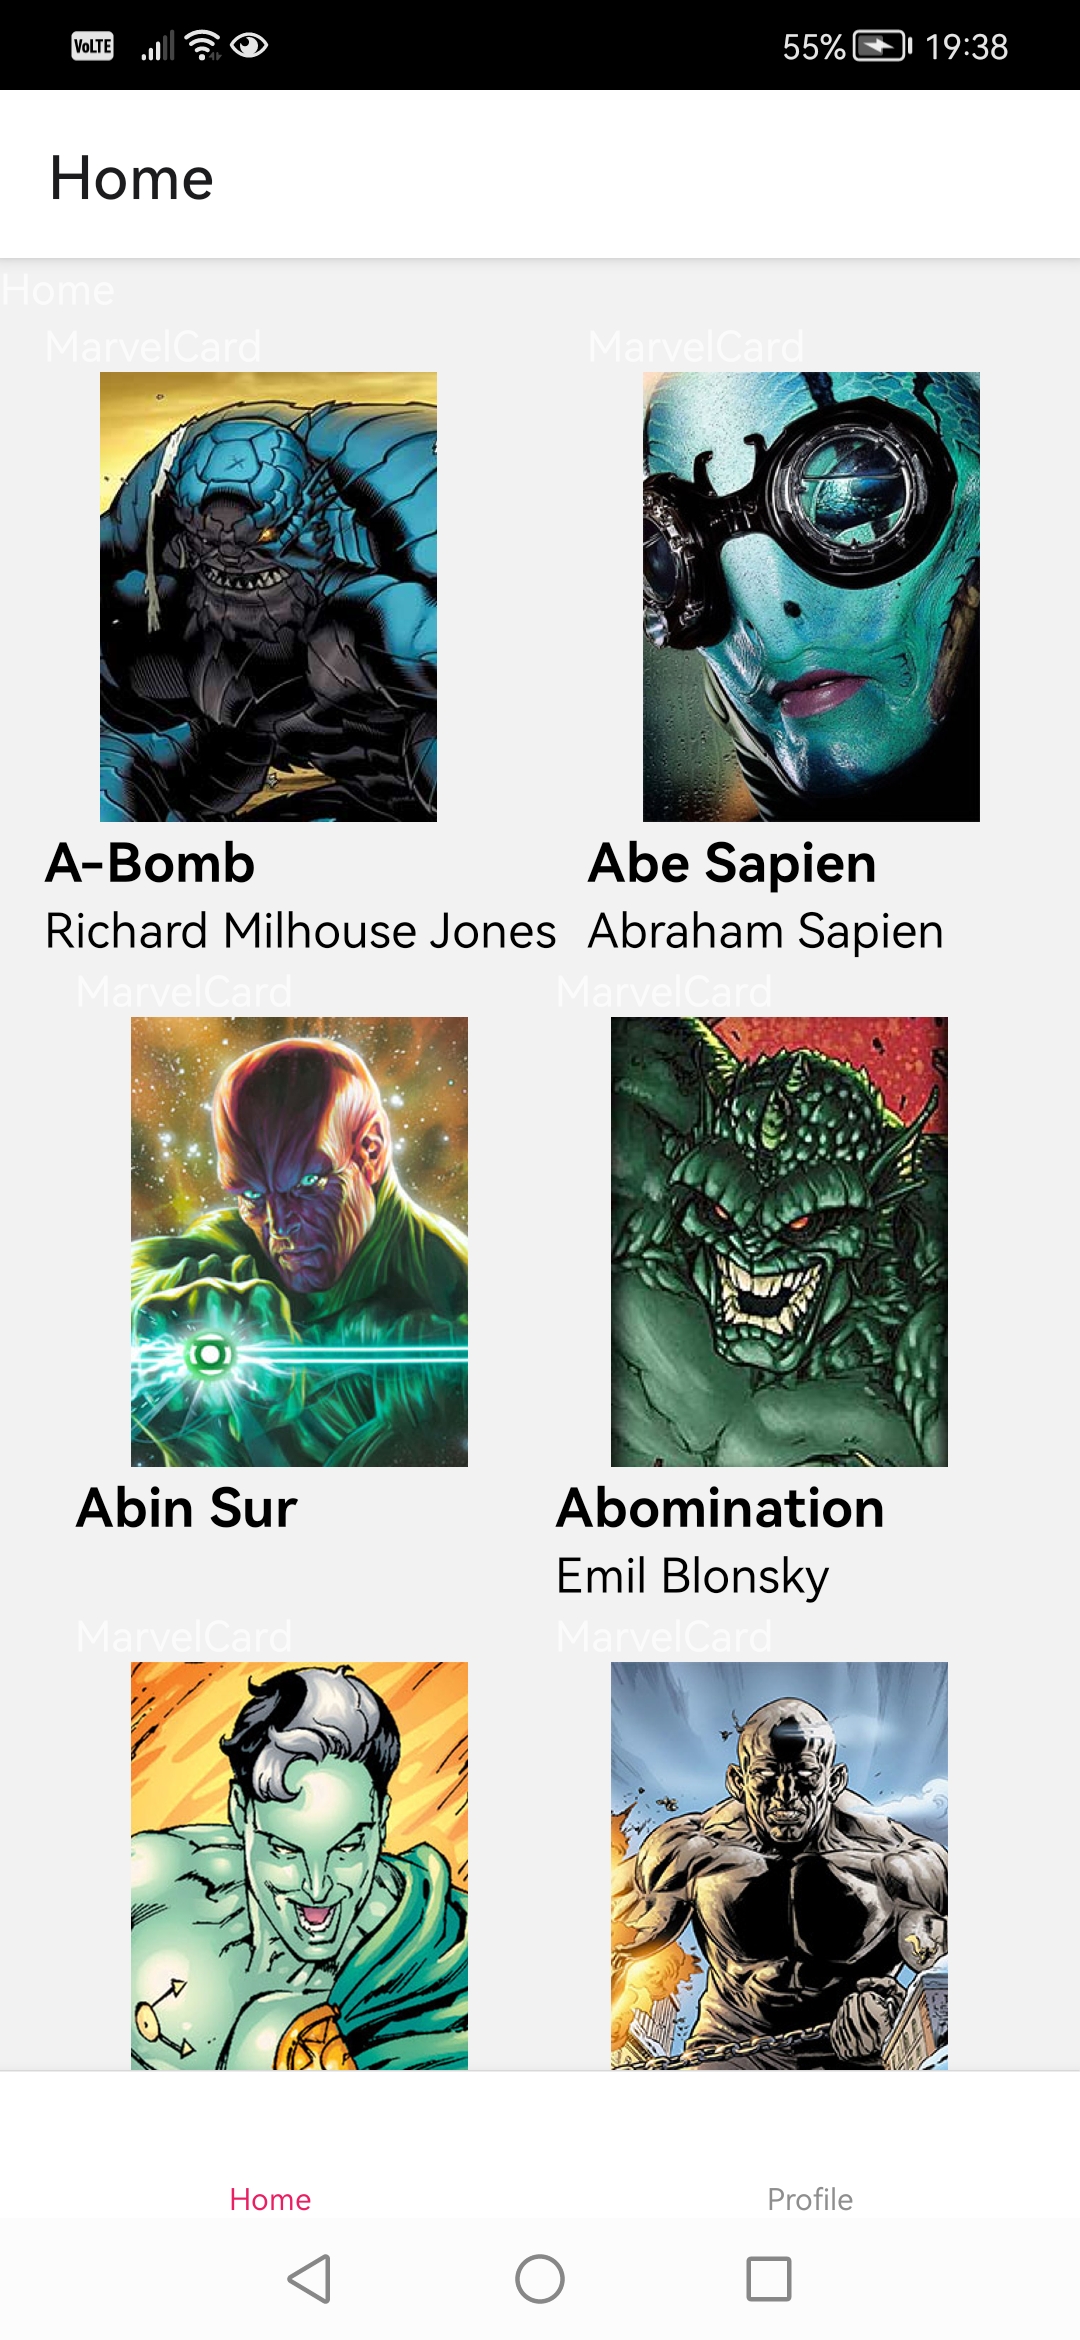 VoLTE 55% 19:38
Home
Home
MarvelCard MarvelCard
A-Bomb Abe Sapien
Richard Milhouse Jones Abraham Sapien
MarvelCard MarvelCard
Abin Sur Abomination
Emil Blonsky
MarvelCard MarvelCard
Home Profile